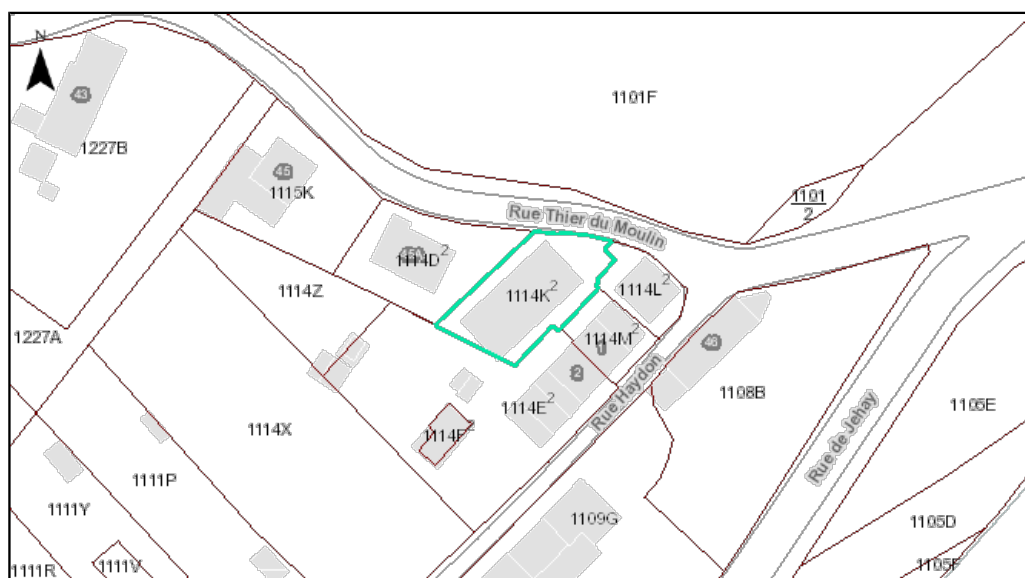 N
43
1227B
1101F
45
1115K
1101
2
Rue Thier du Moulin
1114D²
1114Z
1114K²
1114L²
1227A
1114M²
1
46
2
Rue Haydon
1108B
1114E²
1105E
Rue de Jehay
1114X
1114F²
1111P
1111Y
1109G
1105D
1111V
1111R
1105F